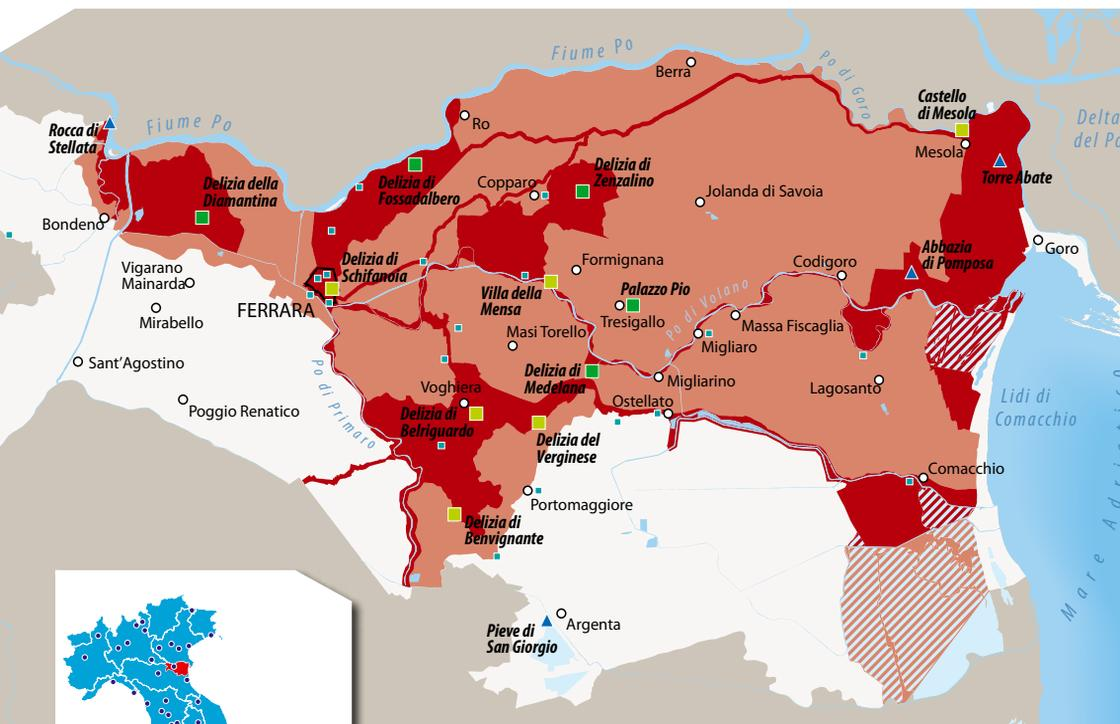 Fiume Po
Berra
Po di Goro
Castello
di Mesola
Delta
del Po
Rocca di
Stellata
Fiume Po
Ro
Mesola
Torre Abate
Delizia della
Diamantina
Delizia di
Fossadalbero
Copparo
Delizia di
Zenzalino
Jolanda di Savoia
Bondeno
Goro
Abbazia
di Pomposa
Vigarano
Mainarda
Delizia di
Schifanoia
Formignana
Codigoro
FERRARA
Mirabello
Villa della
Mensa
Palazzo Pio
Tresigallo
Po di Volano
Massa Fiscaglia
Masi Torello
Migliaro
Sant'Agostino
Po di Primaro
Voghiera
Delizia di
Medelana
Migliarino
Lagosanto
Lidi di
Comacchio
Poggio Renatico
Delizia di
Belriguardo
Ostellato
Delizia del
Verginese
Comacchio
Portomaggiore
Delizia di
Benvignante
Pieve di
San Giorgio
Argenta